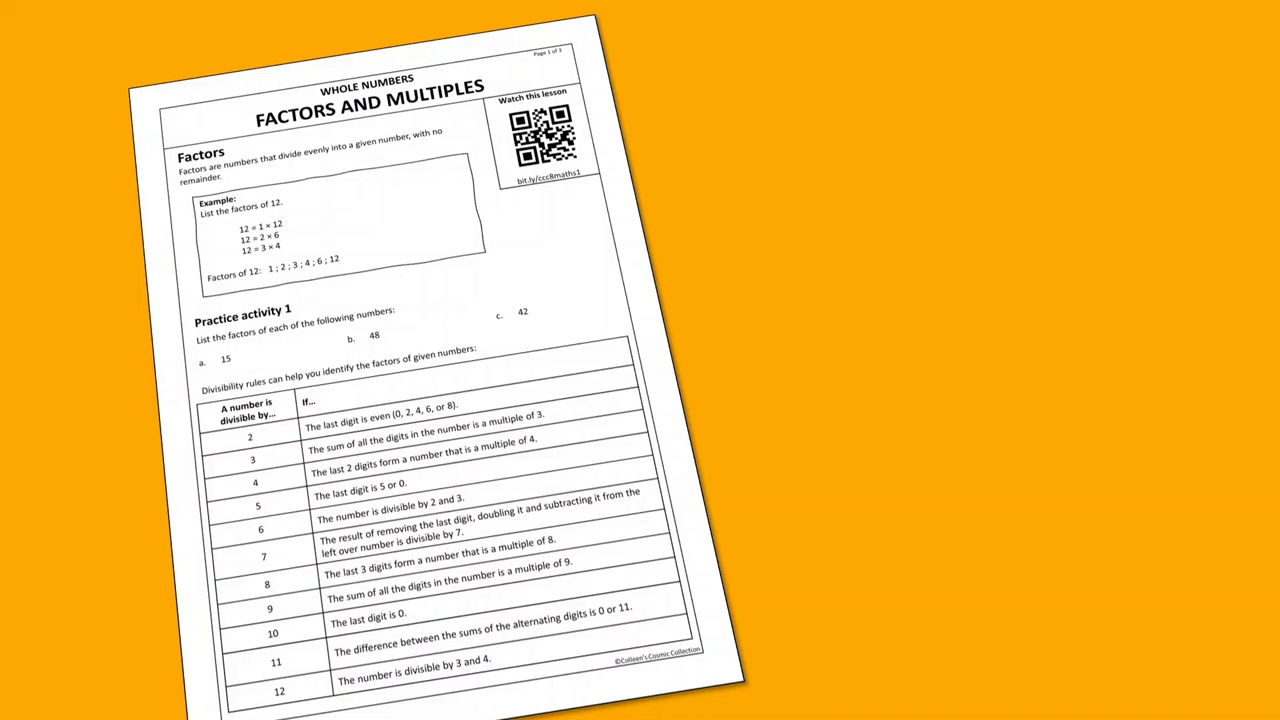 Page 1 of 3
WHOLE NUMBERS
FACTORS AND MULTIPLES
Watch this lesson
bit.ly/ccc8maths1
Factors
Factors are numbers that divide evenly into a given number, with no
remainder.
Example:
List the factors of 12.
12 = 1 × 12
12 = 2 × 6
12 = 3 × 4
Factors of 12: 1 ; 2 ; 3 ; 4 ; 6 ; 12
Practice activity 1
List the factors of each of the following numbers:
a. 15 b. 48 c. 42
Divisibility rules can help you identify the factors of given numbers:
A number is
divisible by... If...
2 The last digit is even (0, 2, 4, 6, or 8).
3 The sum of all the digits in the number is a multiple of 3.
4 The last 2 digits form a number that is a multiple of 4.
5 The last digit is 5 or 0.
6 The number is divisible by 2 and 3.
7 The result of removing the last digit, doubling it and subtracting it from the
left over number is divisible by 7.
8 The last 3 digits form a number that is a multiple of 8.
9 The sum of all the digits in the number is a multiple of 9.
10 The last digit is 0.
11 The difference between the sums of the alternating digits is 0 or 11.
12 The number is divisible by 3 and 4.
©Colleen's Cosmic Collection